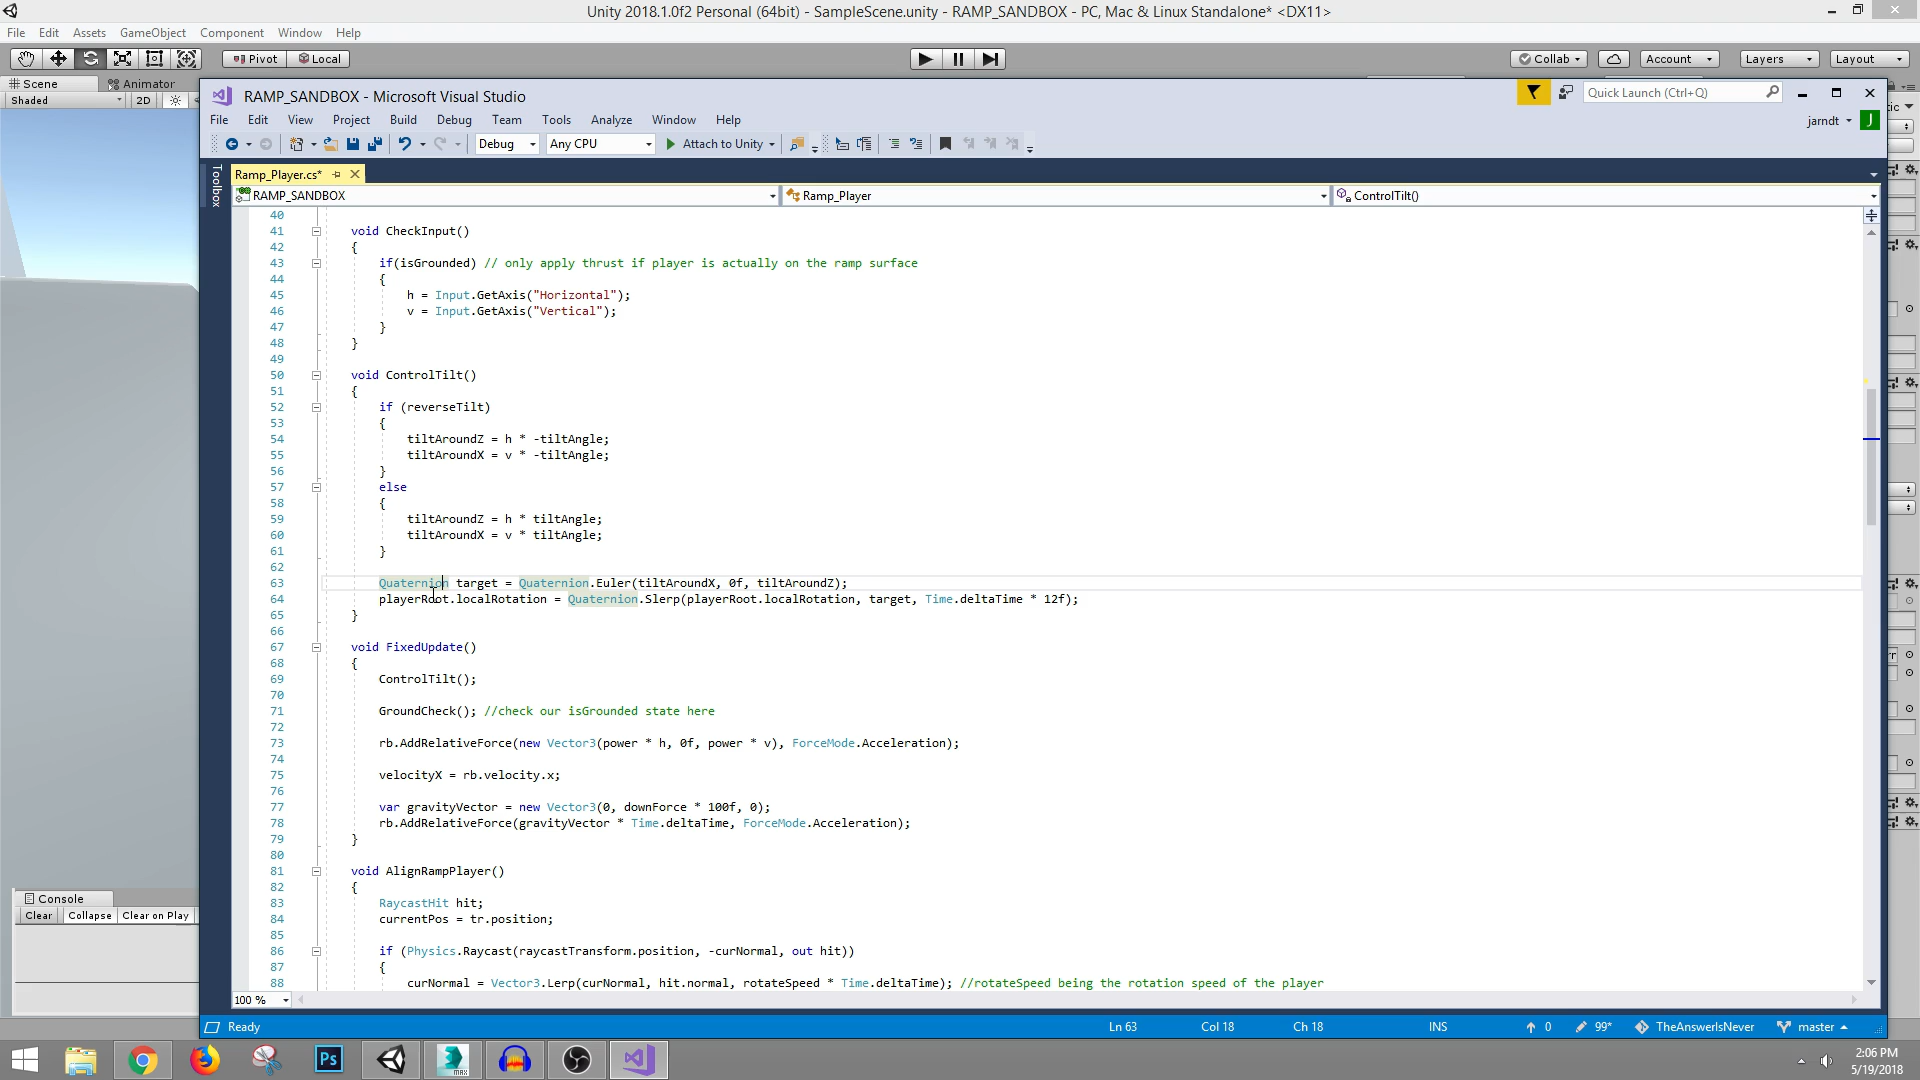 Unity 2018.1.0f2 Personal (64bit) - SampleScene.unity - RAMP_SANDBOX - PC, Mac & Linux Standalone* <DX11>
File Edit Assets GameObject Component Window Help
Pivot Local Collab Account Layers Layout
Scene Animator
Shaded 2D
RAMP_SANDBOX - Microsoft Visual Studio Quick Launch (Ctrl+Q)
File Edit View Project Build Debug Team Tools Analyze Window Help jarndt J
Debug Any CPU Attach to Unity
Toolbox
Ramp_Player.cs*
RAMP_SANDBOX Ramp_Player ControlTilt()
40
41 void CheckInput()
42 {
43 if(isGrounded) // only apply thrust if player is actually on the ramp surface
44 {
45 h = Input.GetAxis("Horizontal");
46 v = Input.GetAxis("Vertical");
47 }
48 }
49
50 void ControlTilt()
51 {
52 if (reverseTilt)
53 {
54 tiltAroundZ = h * -tiltAngle;
55 tiltAroundX = v * -tiltAngle;
56 }
57 else
58 {
59 tiltAroundZ = h * tiltAngle;
60 tiltAroundX = v * tiltAngle;
61 }
62
63 Quaternion target = Quaternion.Euler(tiltAroundX, 0f, tiltAroundZ);
64 playerRoot.localRotation = Quaternion.Slerp(playerRoot.localRotation, target, Time.deltaTime * 12f);
65 }
66
67 void FixedUpdate()
68 {
69 ControlTilt();
70
71 GroundCheck(); //check our isGrounded state here
72
73 rb.AddRelativeForce(new Vector3(power * h, 0f, power * v), ForceMode.Acceleration);
74
75 velocityX = rb.velocity.x;
76
77 var gravityVector = new Vector3(0, downForce * 100f, 0);
78 rb.AddRelativeForce(gravityVector * Time.deltaTime, ForceMode.Acceleration);
79 }
80
81 void AlignRampPlayer()
82 {
83 RaycastHit hit;
84 currentPos = tr.position;
85
86 if (Physics.Raycast(raycastTransform.position, -curNormal, out hit))
87 {
88 curNormal = Vector3.Lerp(curNormal, hit.normal, rotateSpeed * Time.deltaTime); //rotateSpeed being the rotation speed of the player
100 %
Console
Clear Collapse Clear on Play
Ready Ln 63 Col 18 Ch 18 INS 0 99* TheAnswerIsNever master
Ps MAX
2:06 PM
5/19/2018